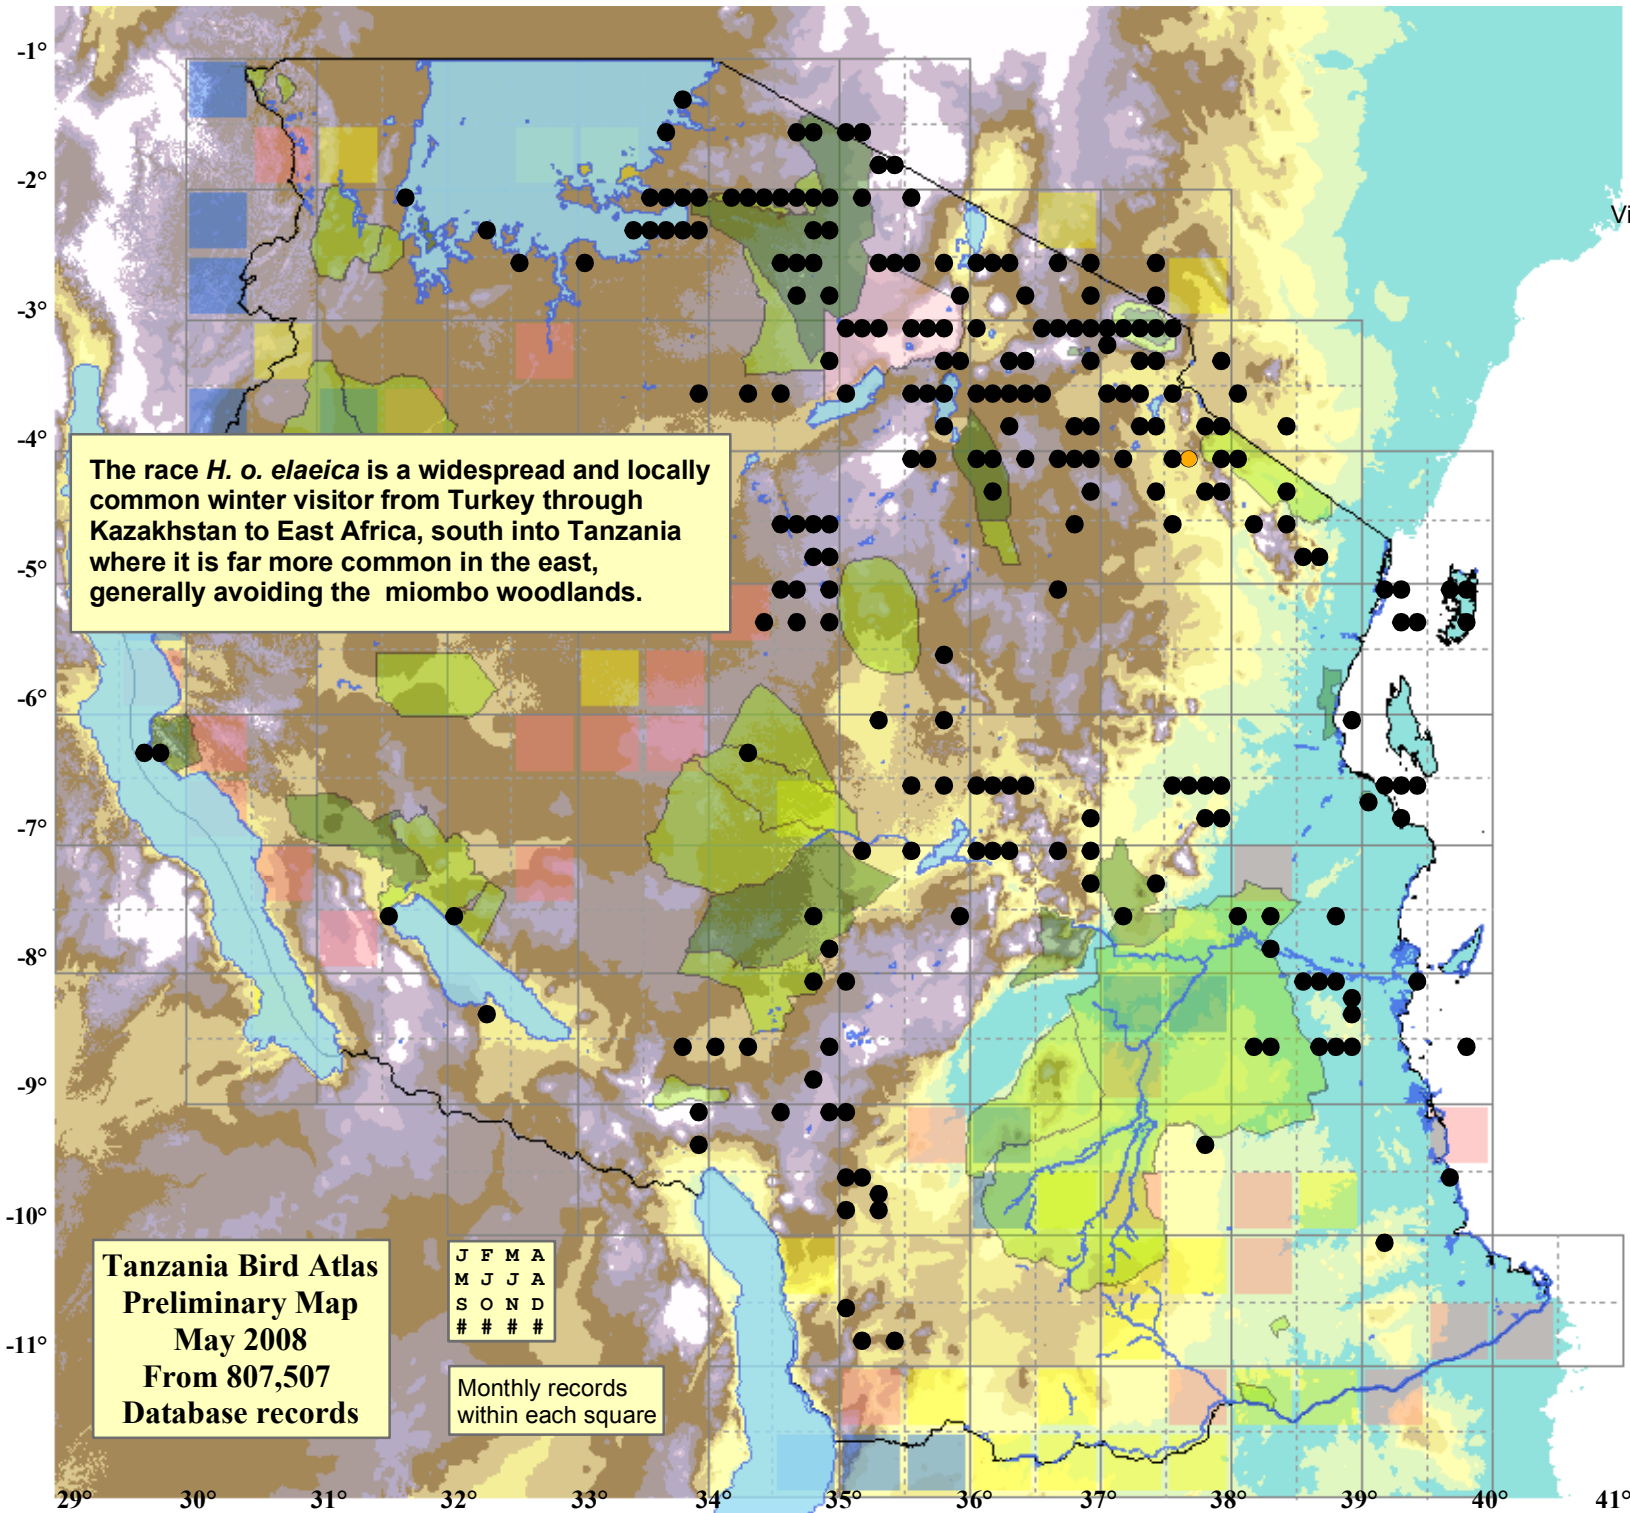 -1°
-2°
Vi
-3°
-4°
The race H. o. elaeica is a widespread and locally
common winter visitor from Turkey through
Kazakhstan to East Africa, south into Tanzania
where it is far more common in the east,
generally avoiding the miombo woodlands.
-5°
-6°
-7°
-8°
-9°
-10°
Tanzania Bird Atlas
Preliminary Map
May 2008
From 807,507
Database records
J F M A
M J J A
S O N D
# # # #
Monthly records
within each square
-11°
29° 30° 31° 32° 33° 34° 35° 36° 37° 38° 39° 40° 41°